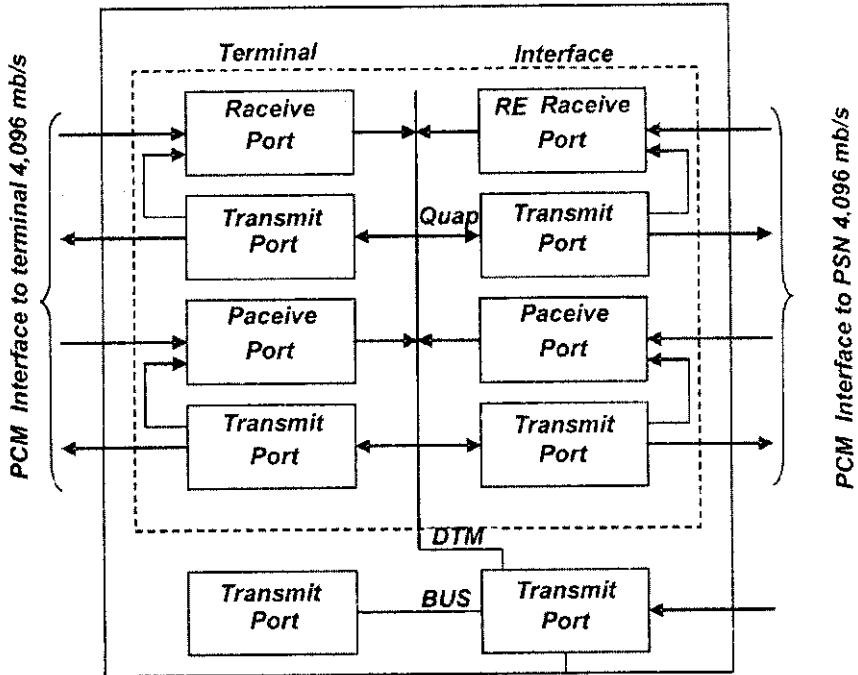 Terminal
Interface
PCM Interface to terminal 4,096 mb/s
Raceive
Port
RE Raceive
Port
Transmit
Port
Quap
Transmit
Port
Paceive
Port
Paceive
Port
Transmit
Port
Transmit
Port
DTM
Transmit
Port
BUS
Transmit
Port
PCM Interface to PSN 4,096 mb/s